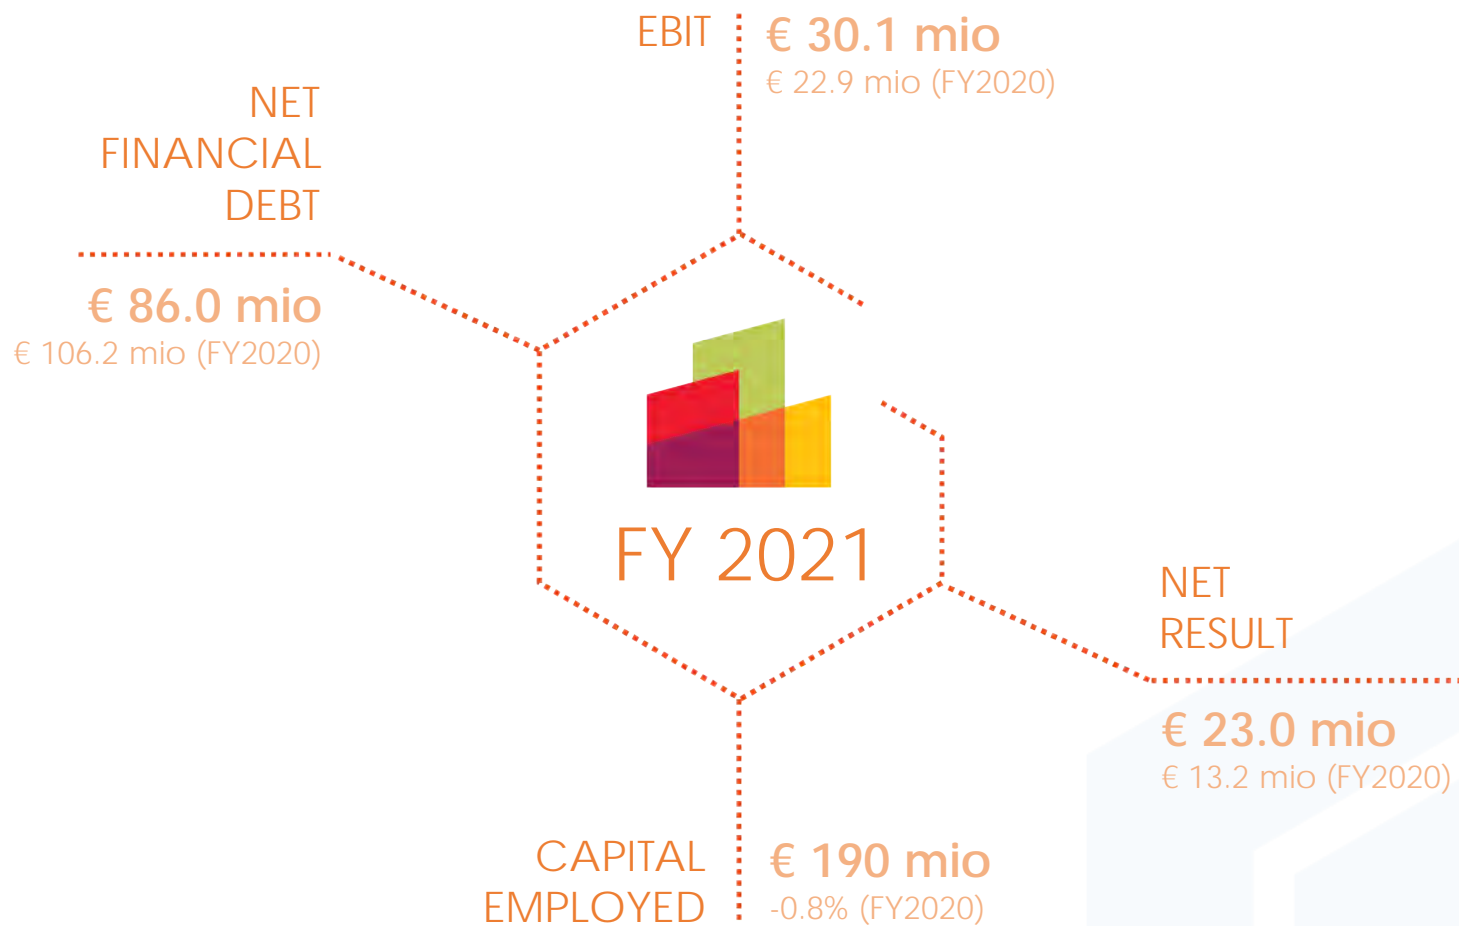 EBIT
€ 30.1 mio
€ 22.9 mio (FY2020)
NET
FINANCIAL
DEBT
€ 86.0 mio
€ 106.2 mio (FY2020)
FY 2021
NET
RESULT
€ 23.0 mio
€ 13.2 mio (FY2020)
CAPITAL
EMPLOYED
€ 190 mio
-0.8% (FY2020)